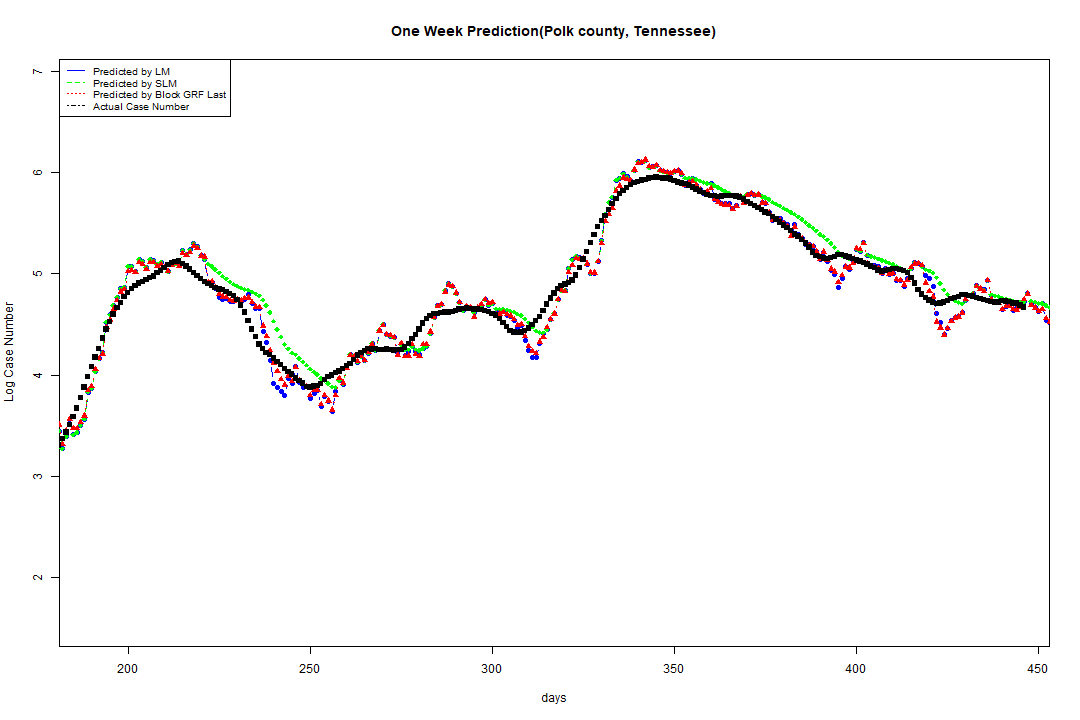 One Week Prediction(Polk county, Tennessee)
Predicted by LM
Predicted by SLM
Predicted by Block GRF Last
Actual Case Number
7
6
5
4
3
2
Log Case Number
200 250 300 350 400 450
days